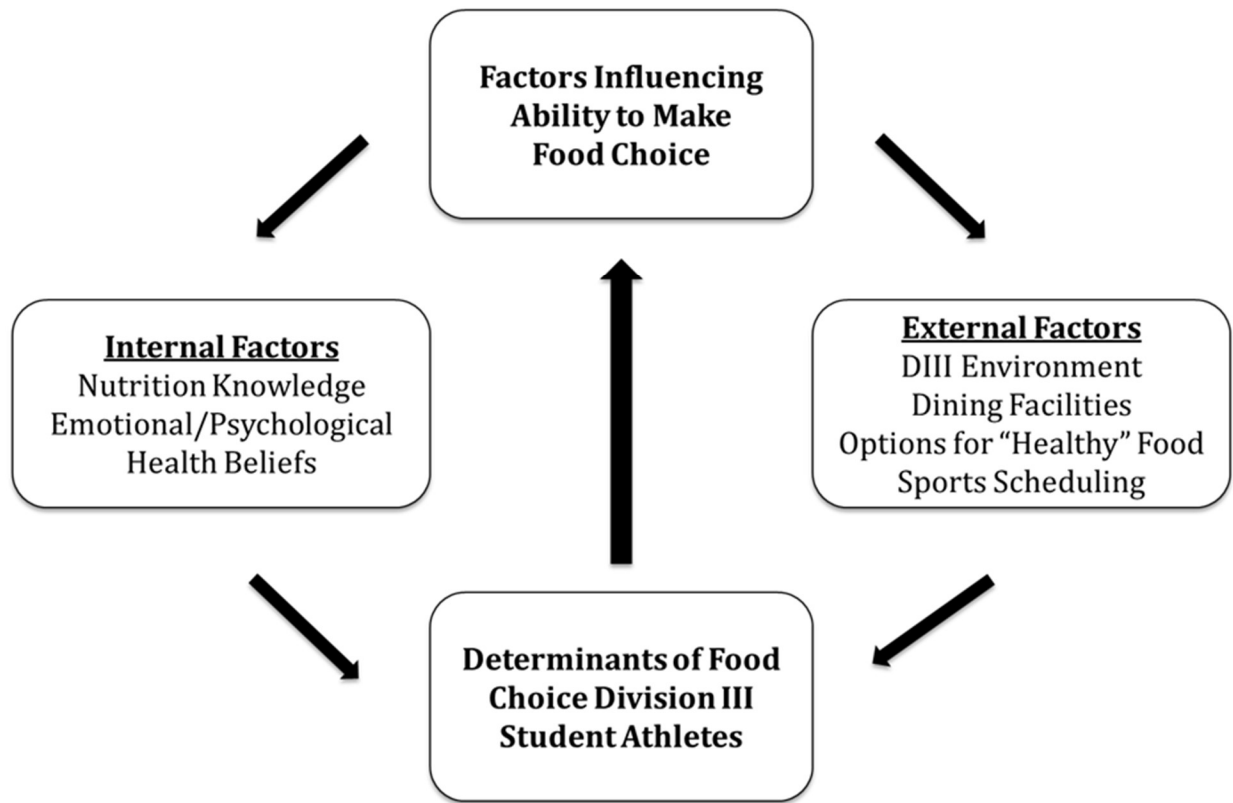 Factors Influencing
Ability to Make
Food Choice
Internal Factors
Nutrition Knowledge
Emotional/Psychological
Health Beliefs
External Factors
DIII Environment
Dining Facilities
Options for “Healthy” Food
Sports Scheduling
Determinants of Food
Choice Division III
Student Athletes